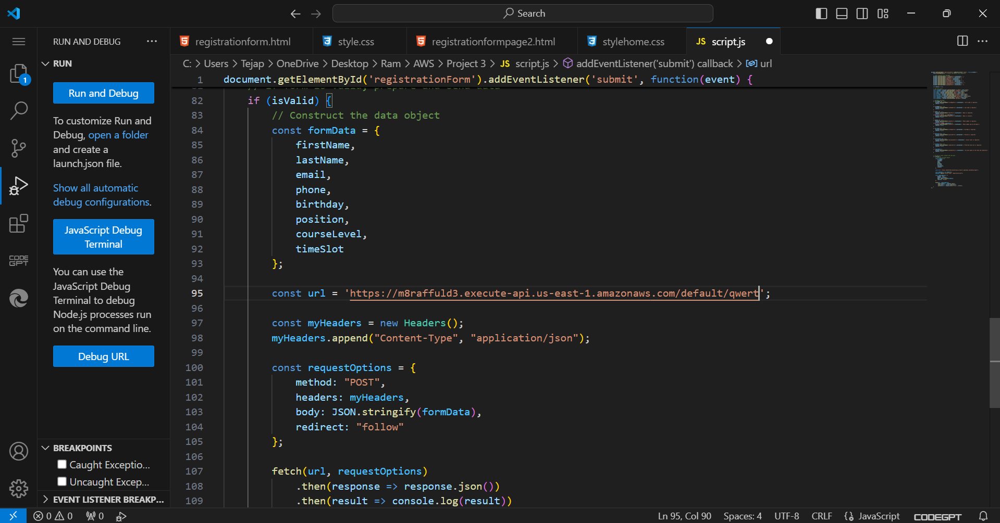 Search
RUN AND DEBUG
RUN
Run and Debug
To customize Run and
Debug, open a folder
and create a
launch.json file.
Show all automatic
debug configurations.
JavaScript Debug
Terminal
You can use the
JavaScript Debug
Terminal to debug
Node.js processes run
on the command line.
Debug URL
BREAKPOINTS
Caught Exceptio...
Uncaught Excep...
EVENT LISTENER BREAKP...
1
CODE
GPT
registrationform.html
style.css
registrationformpage2.html
stylehome.css
JS script.js
C: > Users > Tejap > OneDrive > Desktop > Ram > AWS > Project 3 > JS script.js > addEventListener('submit') callback > url
1 document.getElementById('registrationForm').addEventListener('submit', function(event) {
82 if (isValid) {
83 // Construct the data object
84 const formData = {
85 firstName,
86 lastName,
87 email,
88 phone,
89 birthday,
90 position,
91 courseLevel,
92 timeSlot
93 };
94
95 const url = 'https://m8raffuld3.execute-api.us-east-1.amazonaws.com/default/qwert';
96
97 const myHeaders = new Headers();
98 myHeaders.append("Content-Type", "application/json");
99
100 const requestOptions = {
101 method: "POST",
102 headers: myHeaders,
103 body: JSON.stringify(formData),
104 redirect: "follow"
105 };
106
107 fetch(url, requestOptions)
108 .then(response => response.json())
109 .then(result => console.log(result))
0 0 0
Ln 95, Col 90 Spaces: 4 UTF-8 CRLF JavaScript CODEGPT